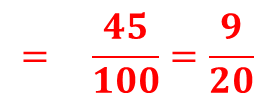 = 45/100 = 9/20